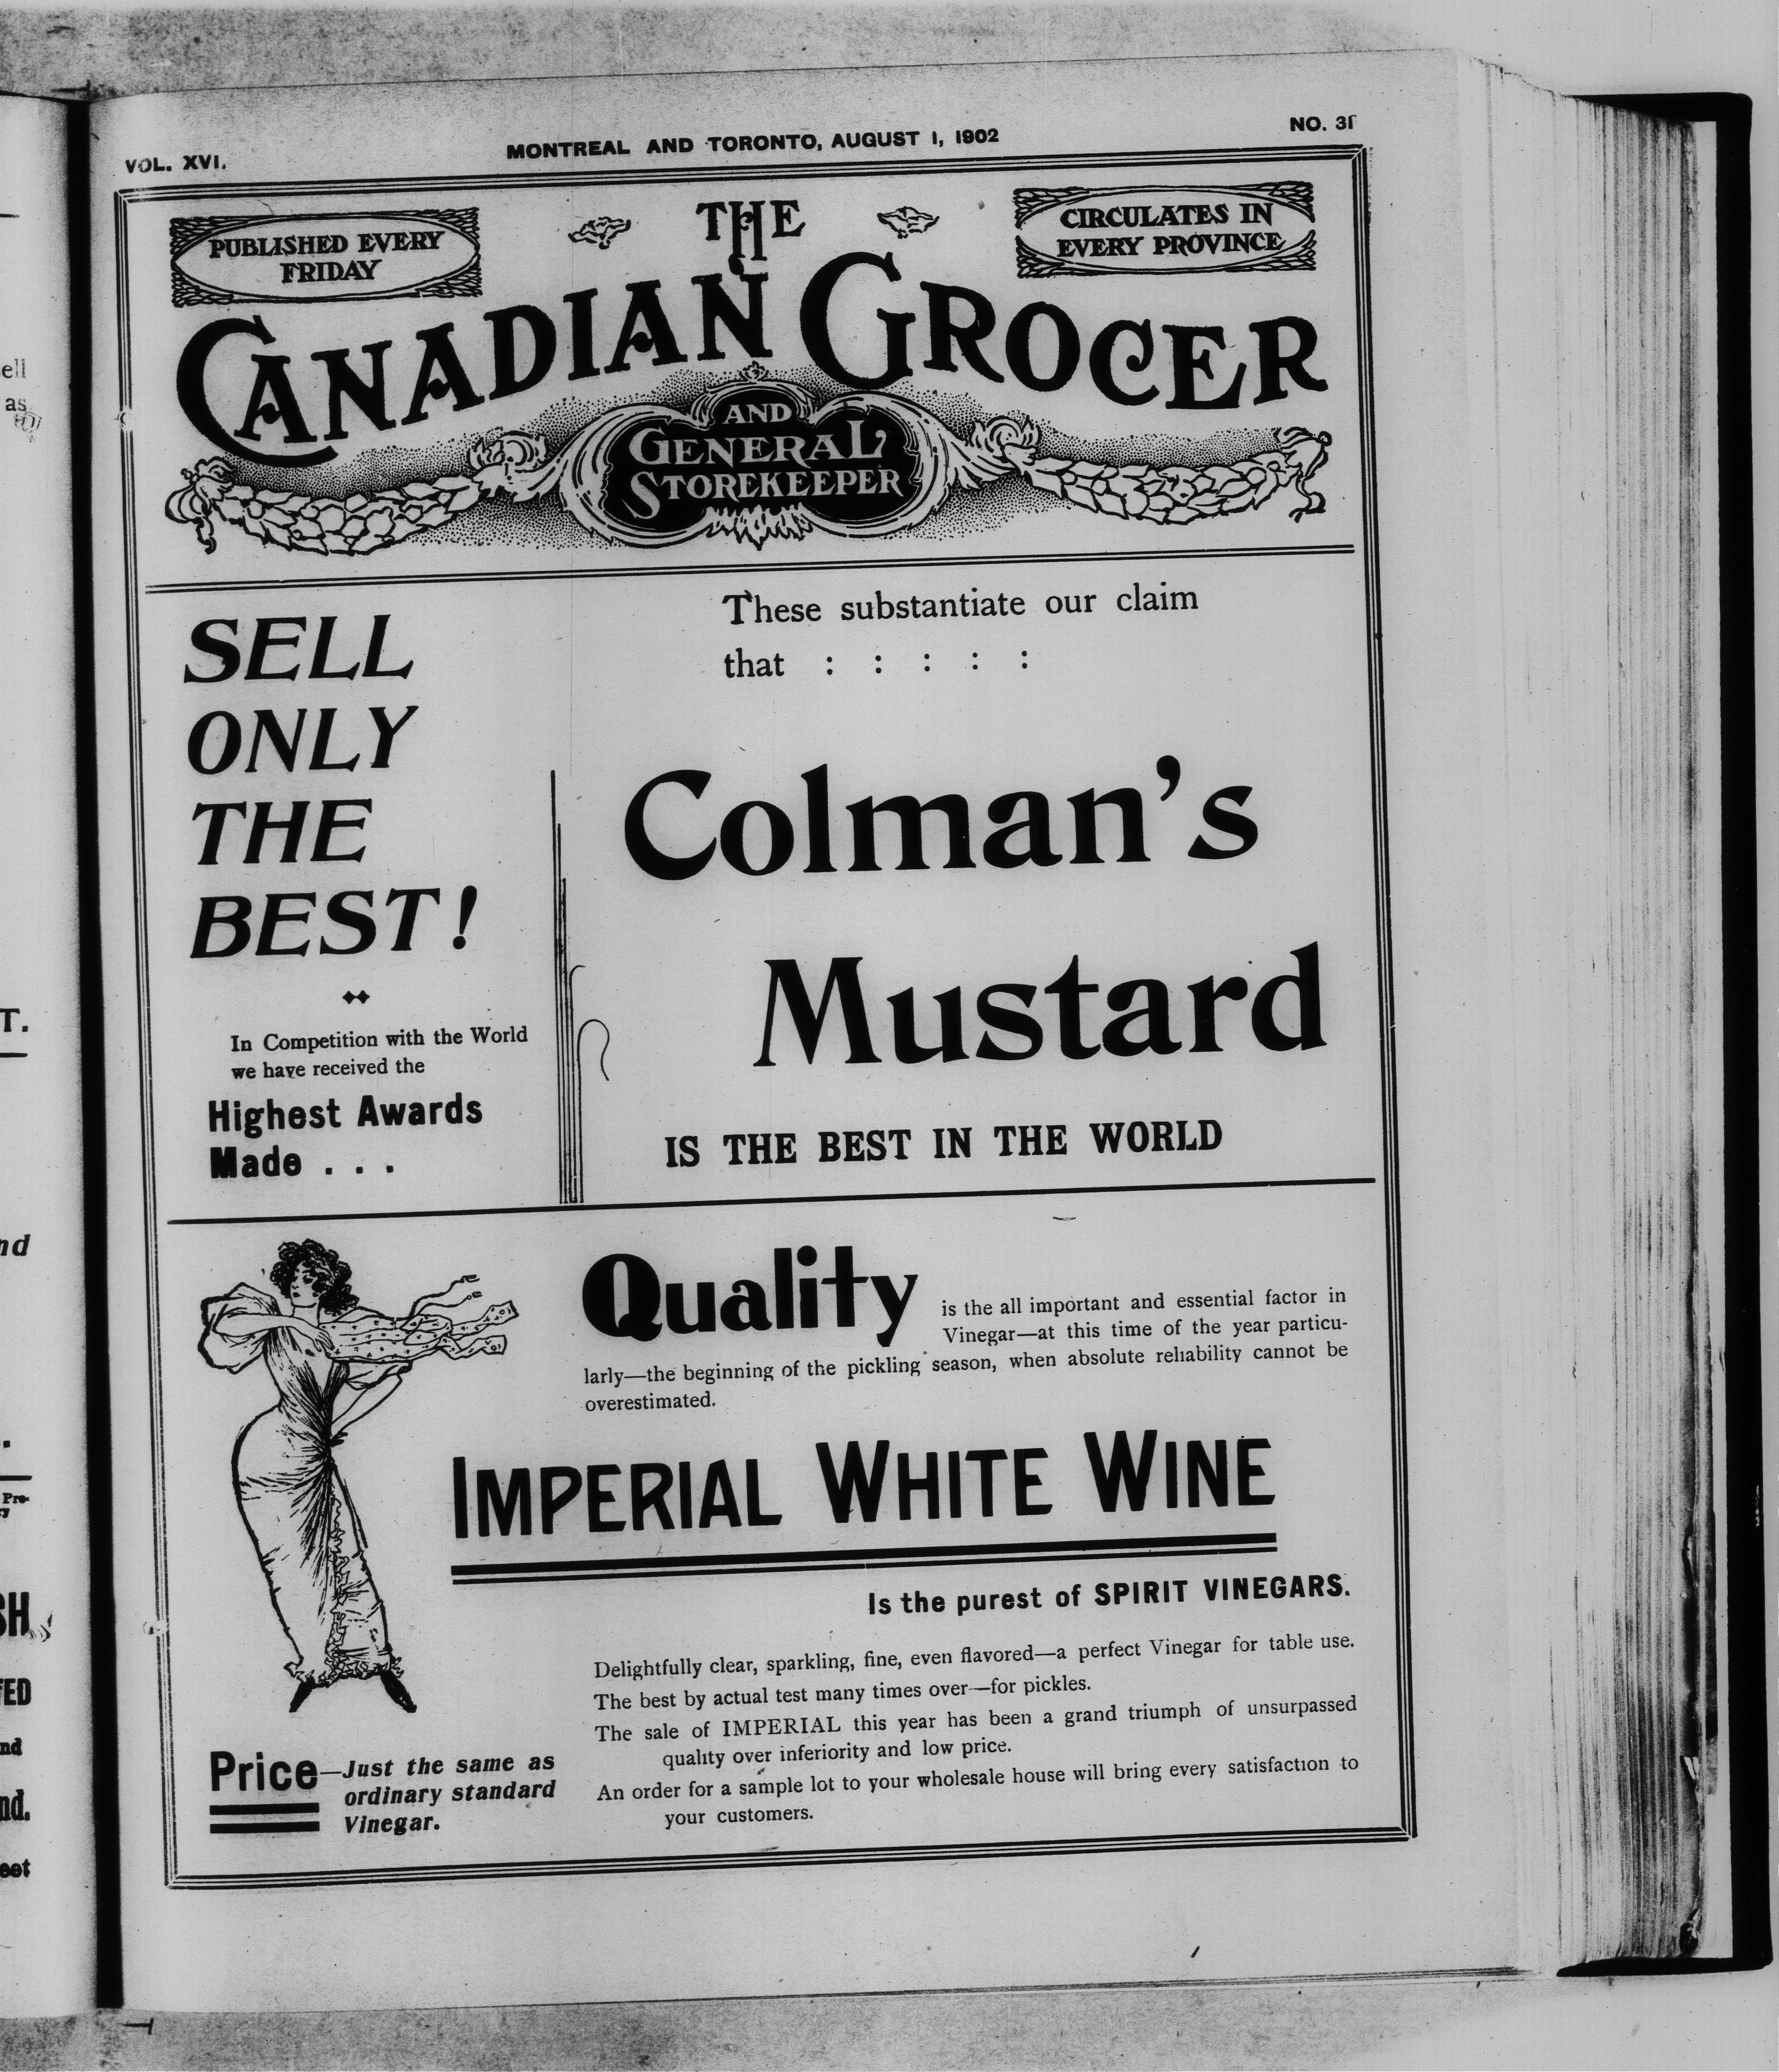 VOL. XVI.
MONTREAL AND TORONTO, AUGUST 1, 1902
NO. 31
PUBLISHED EVERY
FRIDAY
CIRCULATES IN
EVERY PROVINCE
THE
CANADIAN GROCER
AND
GENERAL
STOREKEEPER
SELL
ONLY
THE
BEST!
In Competition with the World
we have received the
Highest Awards
Made . . .
These substantiate our claim
that : : : : :
Colman's
Mustard
IS THE BEST IN THE WORLD
Quality
is the all important and essential factor in
Vinegar—at this time of the year particu-
larly—the beginning of the pickling season, when absolute reliability cannot be
overestimated.
IMPERIAL WHITE WINE
Is the purest of SPIRIT VINEGARS.
Delightfully clear, sparkling, fine, even flavored—a perfect Vinegar for table use.
The best by actual test many times over—for pickles.
The sale of IMPERIAL this year has been a grand triumph of unsurpassed
quality over inferiority and low price.
An order for a sample lot to your wholesale house will bring every satisfaction to
your customers.
Price—Just the same as
ordinary standard
Vinegar.